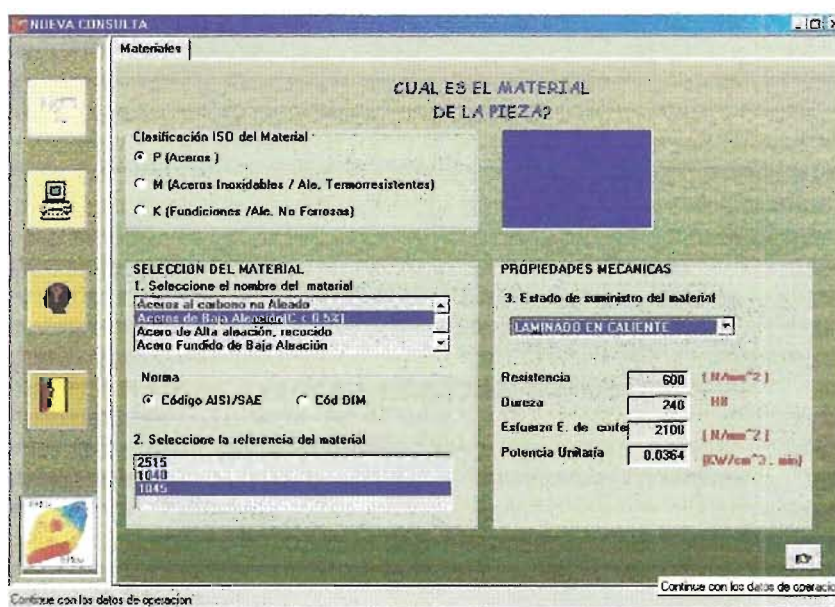 NUEVA CONSULTA
Materiales
CUAL ES EL MATERIAL
DE LA PIEZA?
Clasificación ISO del Material
P (Aceros )
M (Aceros Inoxidables / Ale. Termorresistentes)
K (Fundiciones /Ale. No Ferrosas)
SELECCION DEL MATERIAL
1. Seleccione el nombre del material
Aceros al carbono no Aleado
Aceros de Baja Aleación(C < 0.5%)
Acero de Alta aleación, recocido
Acero Fundido de Baja Aleación
Norma
Código AISI/SAE
Cód DIM
2. Seleccione la referencia del material
2515
1040
1045
PROPIEDADES MECANICAS
3. Estado de suministro del material
LAMINADO EN CALIENTE
Resistencia 600 [ N/mm^2 ]
Dureza 240 HB
Esfuerzo E. de corte 2100 [ N/mm^2 ]
Potencia Unitaria 0.0364 [KW/cm^3. min]
Continue con los datos de operacio
Continue con los datos de operacion